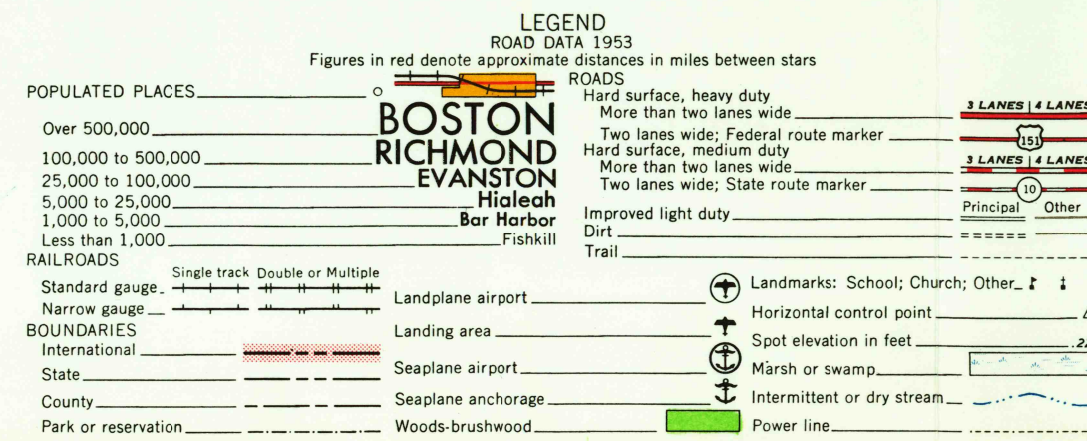 LEGEND
ROAD DATA 1953
Figures in red denote approximate distances in miles between stars
POPULATED PLACES
Over 500,000 BOSTON
100,000 to 500,000 RICHMOND
25,000 to 100,000 EVANSTON
5,000 to 25,000 Hialeah
1,000 to 5,000 Bar Harbor
Less than 1,000 Fishkill
RAILROADS
Single track Double or Multiple
Standard gauge
Narrow gauge
BOUNDARIES
International
State
County
Park or reservation
Landplane airport
Landing area
Seaplane airport
Seaplane anchorage
Woods-brushwood
ROADS
Hard surface, heavy duty
More than two lanes wide 3 LANES | 4 LANES
Two lanes wide; Federal route marker 151
Hard surface, medium duty
More than two lanes wide 3 LANES | 4 LANES
Two lanes wide; State route marker 10
Principal Other
Improved light duty
Dirt
Trail
Landmarks: School; Church; Other
Horizontal control point
Spot elevation in feet
Marsh or swamp
Intermittent or dry stream
Power line